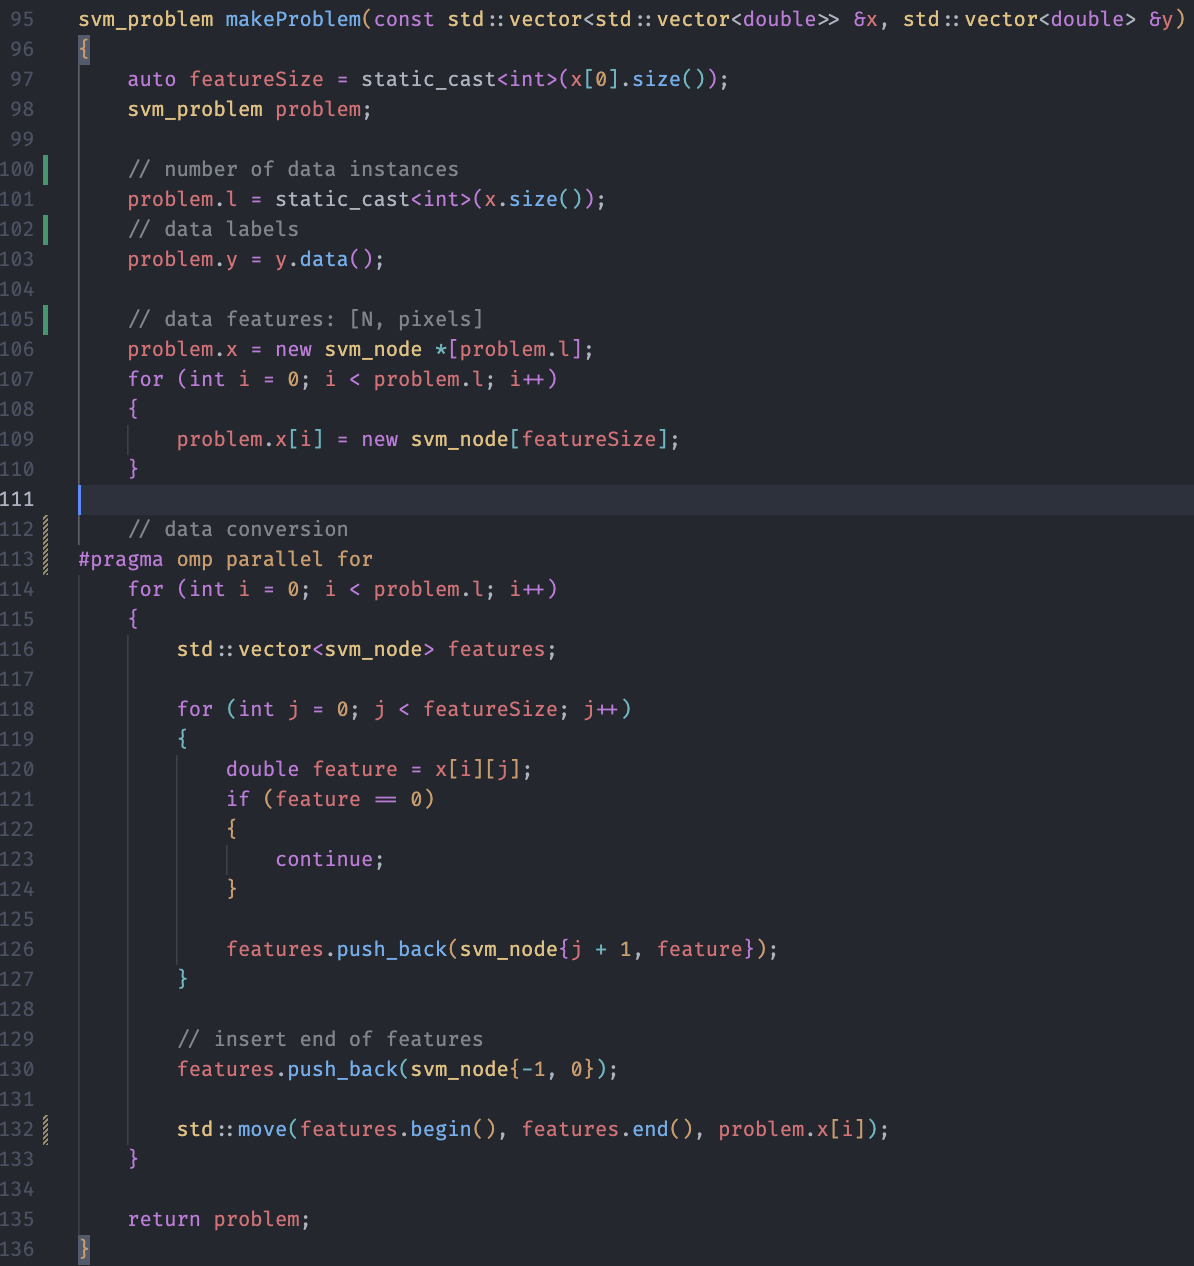 95 svm_problem makeProblem(const std::vector<std::vector<double>> &x, std::vector<double> &y)
96 {
97     auto featureSize = static_cast<int>(x[0].size());
98     svm_problem problem;
99
100     // number of data instances
101     problem.l = static_cast<int>(x.size());
102     // data labels
103     problem.y = y.data();
104
105     // data features: [N, pixels]
106     problem.x = new svm_node *[problem.l];
107     for (int i = 0; i < problem.l; i++)
108     {
109         problem.x[i] = new svm_node[featureSize];
110     }
111
112     // data conversion
113 #pragma omp parallel for
114     for (int i = 0; i < problem.l; i++)
115     {
116         std::vector<svm_node> features;
117
118         for (int j = 0; j < featureSize; j++)
119         {
120             double feature = x[i][j];
121             if (feature == 0)
122             {
123                 continue;
124             }
125
126             features.push_back(svm_node{j + 1, feature});
127         }
128
129         // insert end of features
130         features.push_back(svm_node{-1, 0});
131
132         std::move(features.begin(), features.end(), problem.x[i]);
133     }
134
135     return problem;
136 }